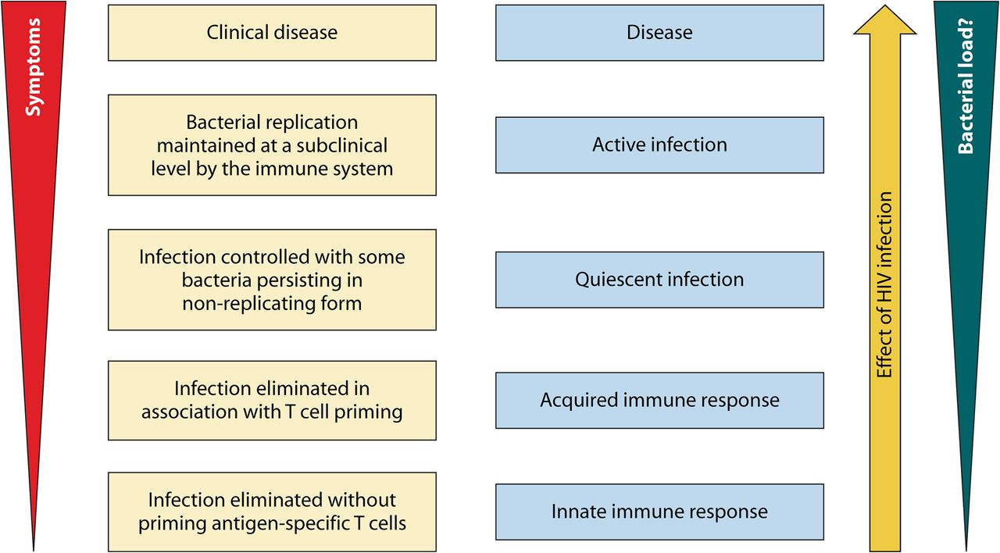 Symptoms
Clinical disease
Disease
Bacterial load?
Bacterial replication
maintained at a subclinical
level by the immune system
Active infection
Effect of HIV infection
Infection controlled with some
bacteria persisting in
non-replicating form
Quiescent infection
Infection eliminated in
association with T cell priming
Acquired immune response
Infection eliminated without
priming antigen-specific T cells
Innate immune response